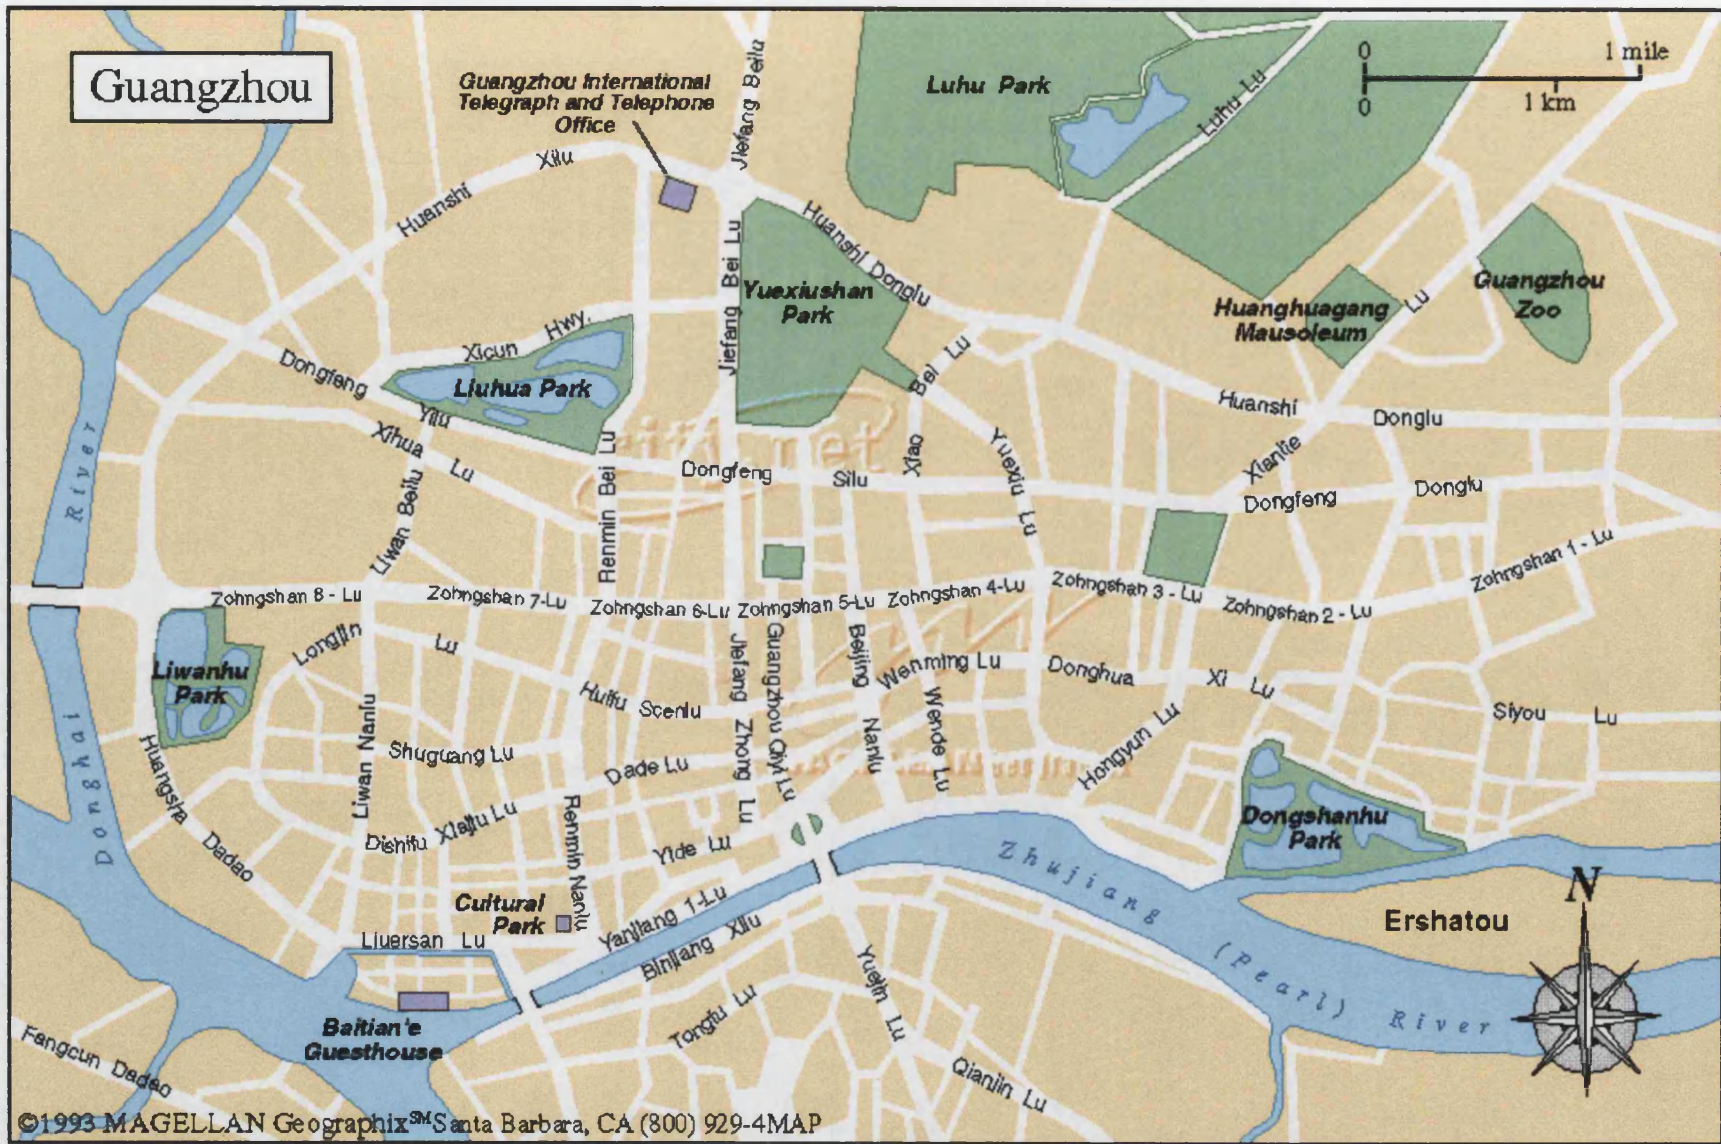 Guangzhou
Guangzhou International
Telegraph and Telephone
Office
Jiefang Beilu
Luhu Park
Luhu Lu
0
1 mile
0
1 km
Huanshi
Xilu
Jiefang Bei Lu
Yuexiushan
Park
Huanshi Donglu
Huanghuagang
Mausoleum
Lu
Guangzhou
Zoo
Xicun
Hwy.
Liuhua Park
Dongfeng
Yilu
Xihua
Lu
Liwan Beilu
Renmin Bei Lu
Dongfeng
Silu
Xiao
Bei
Lu
Yuexiu
Lu
Huanshi
Donglu
Xianlie
Dongfeng
Donglu
River
Zohngshan 8 - Lu
Zohngshan 7-Lu
Zohngshan 6-Lu
Zohngshan 5-Lu
Zohngshan 4-Lu
Zohngshan 3 - Lu
Zohngshan 2 - Lu
Zohngshan 1 - Lu
Liwanhu
Park
Longjin
Lu
Huifu
Scenlu
Jiefang Zhong Lu
Guangzhou Qiyi Lu
Beijing
Nanlu
Wenming Lu
Wende Lu
Donghua
Xi
Lu
Hongyun Lu
Siyou
Lu
Donghai
Huangsha
Dadao
Liwan Nanlu
Shuguang Lu
Dade Lu
Dishifu
Xiajiu Lu
Renmin Nanlu
Yide Lu
Dongshanhu
Park
Cultural
Park
Yanjiang 1-Lu
Binjiang Xilu
Liuersan Lu
Zhujiang
(Pearl)
River
Ershatou
N
Baitian'e
Guesthouse
Yuejin Lu
Tongfu Lu
Qianjin Lu
Fangcun Dadao
©1993 MAGELLAN Geographix℠ Santa Barbara, CA (800) 929-4MAP